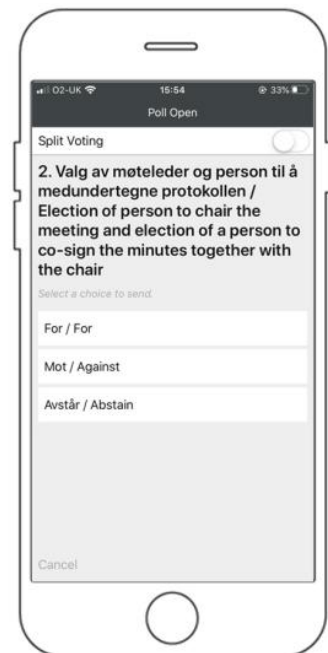 O2-UK 15:54 33%
Poll Open
Split Voting
2. Valg av møteleder og person til å
medundertegne protokollen /
Election of person to chair the
meeting and election of a person to
co-sign the minutes together with
the chair
Select a choice to send
For / For
Mot / Against
Avstår / Abstain
Cancel